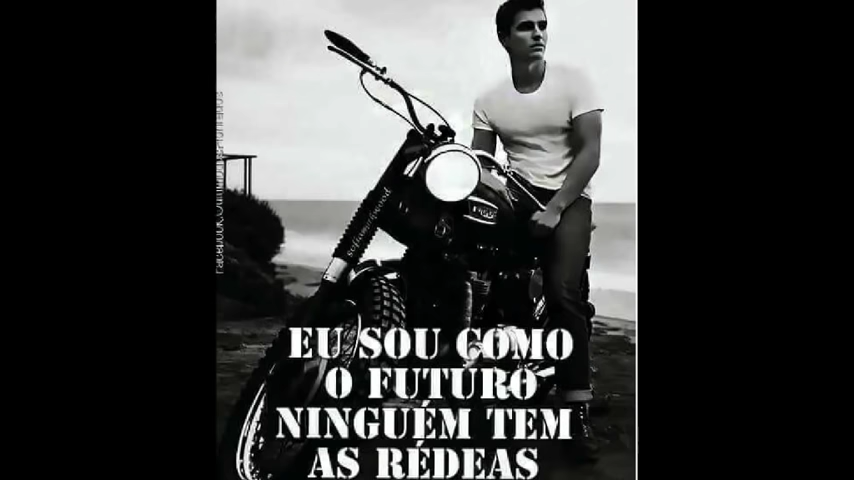 EU SOU COMO
O FUTURO
NINGUÉM TEM
AS RÉDEAS